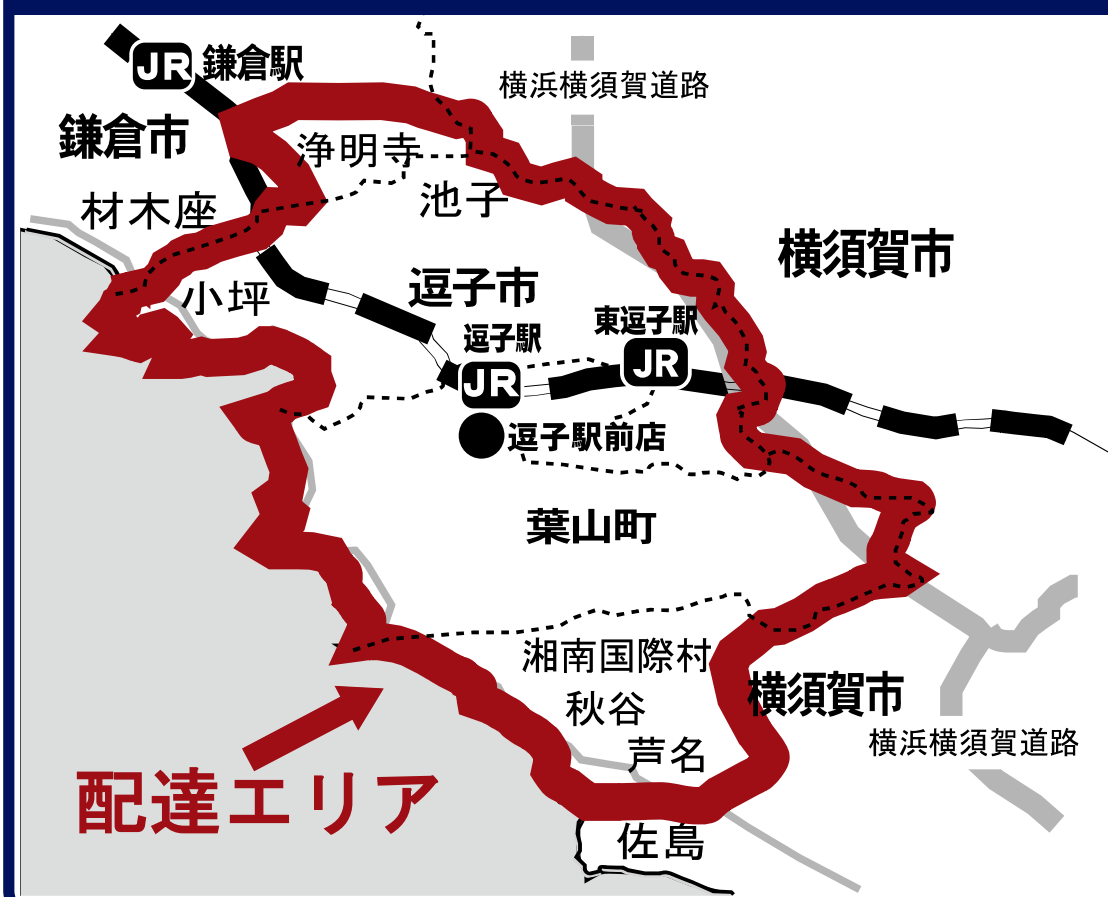 JR 鎌倉駅
横浜横須賀道路
鎌倉市
浄明寺
材木座
池子
横須賀市
小坪
逗子市
東逗子駅
逗子駅
JR
JR
逗子駅前店
葉山町
湘南国際村
横須賀市
秋谷
横浜横須賀道路
芦名
配達エリア
佐島